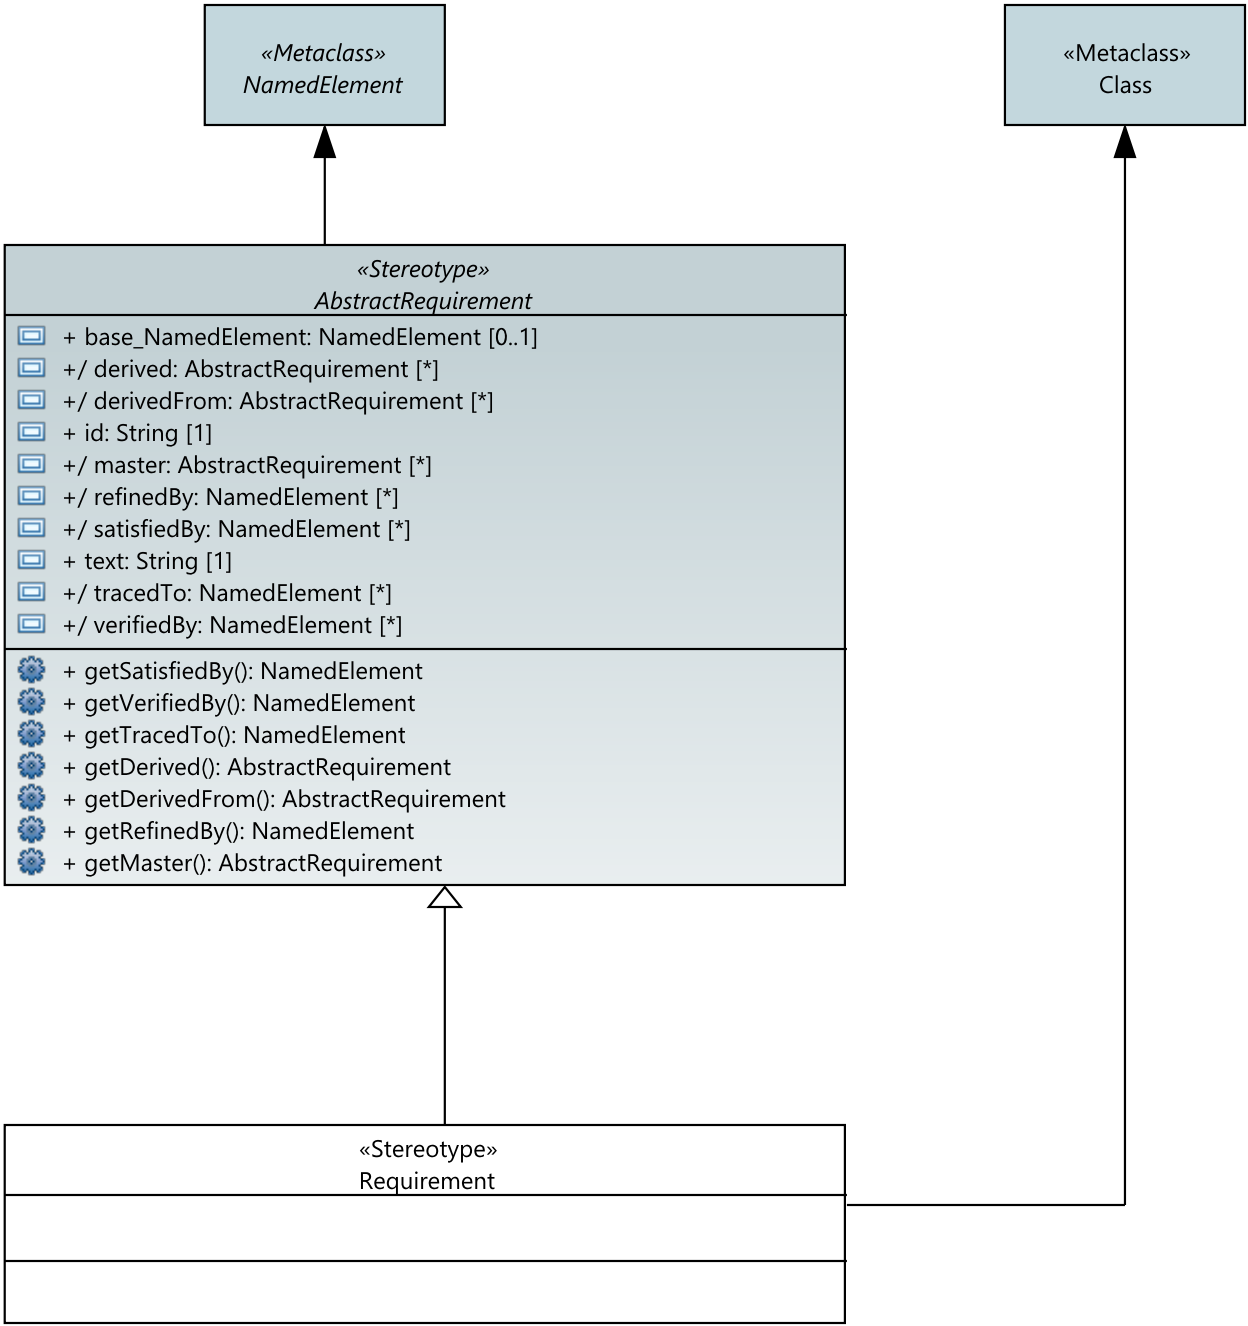 «Metaclass»
NamedElement
«Metaclass»
Class
«Stereotype»
AbstractRequirement
+ base_NamedElement: NamedElement [0..1]
+/ derived: AbstractRequirement [*]
+/ derivedFrom: AbstractRequirement [*]
+ id: String [1]
+/ master: AbstractRequirement [*]
+/ refinedBy: NamedElement [*]
+/ satisfiedBy: NamedElement [*]
+ text: String [1]
+/ tracedTo: NamedElement [*]
+/ verifiedBy: NamedElement [*]
+ getSatisfiedBy(): NamedElement
+ getVerifiedBy(): NamedElement
+ getTracedTo(): NamedElement
+ getDerived(): AbstractRequirement
+ getDerivedFrom(): AbstractRequirement
+ getRefinedBy(): NamedElement
+ getMaster(): AbstractRequirement
«Stereotype»
Requirement